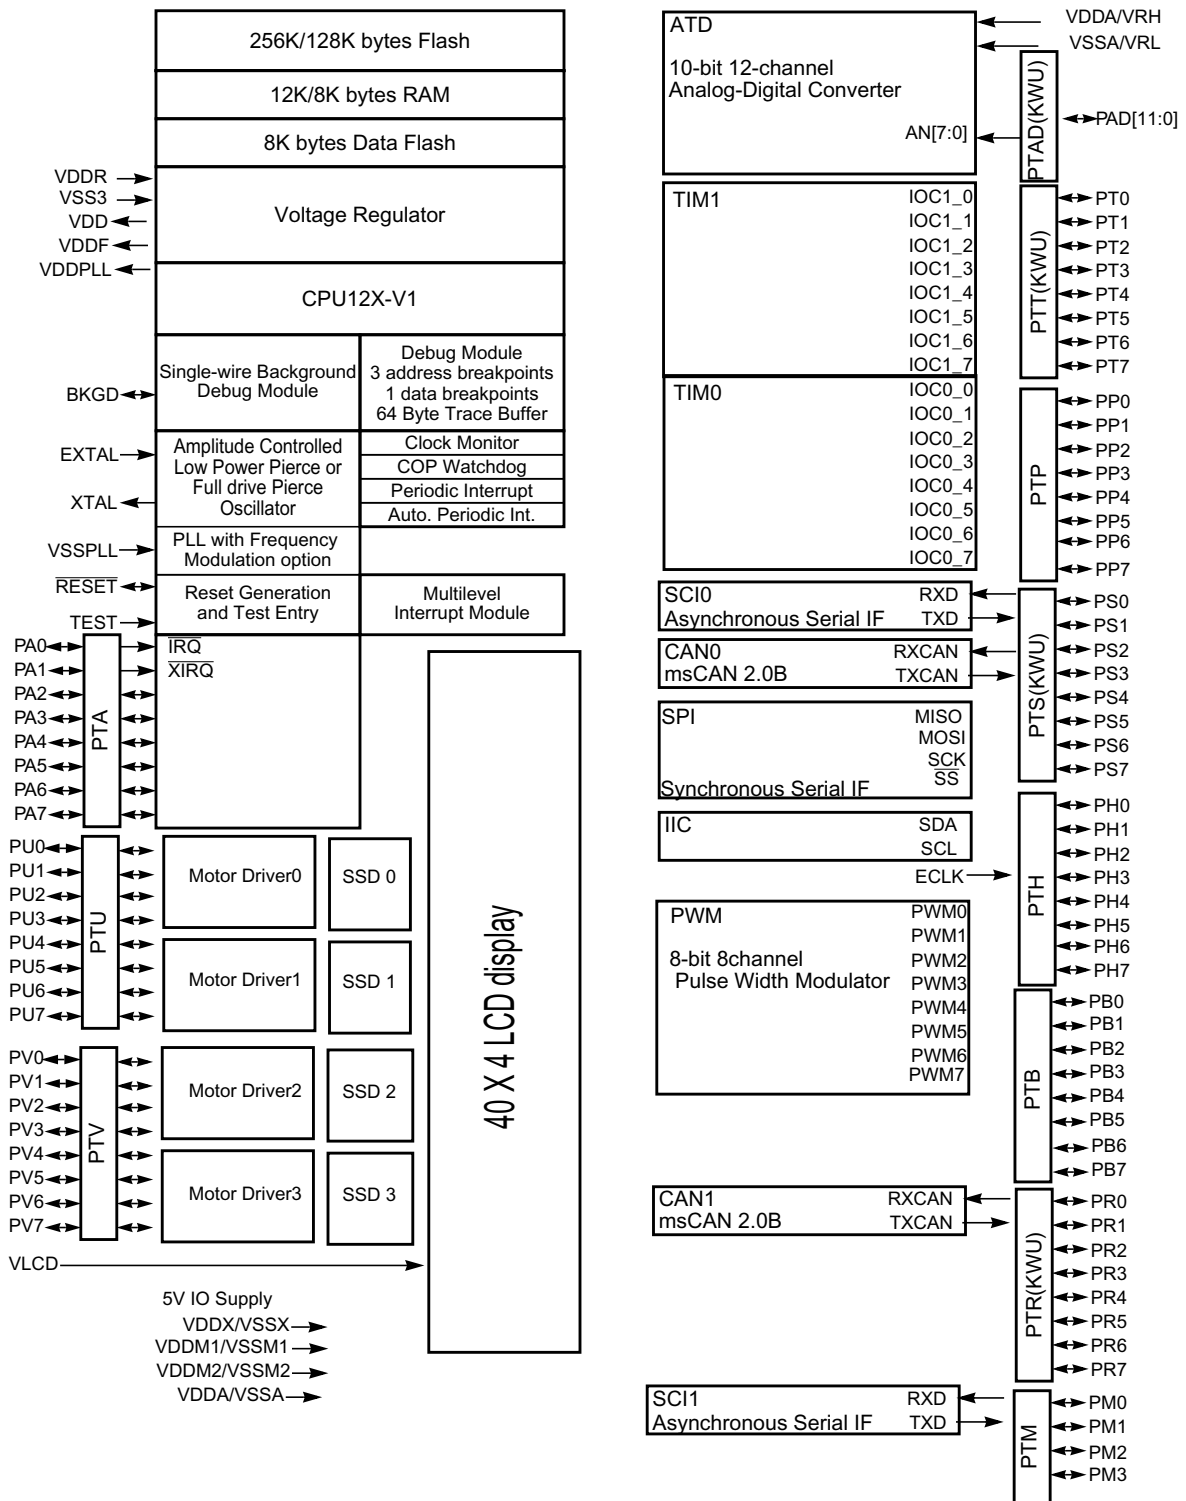 256K/128K bytes Flash
12K/8K bytes RAM
8K bytes Data Flash
VDDR
VSS3
VDD
VDDF
VDDPLL
Voltage Regulator
CPU12X-V1
BKGD
Single-wire Background
Debug Module
Debug Module
3 address breakpoints
1 data breakpoints
64 Byte Trace Buffer
EXTAL
XTAL
Amplitude Controlled
Low Power Pierce or
Full drive Pierce
Oscillator
Clock Monitor
COP Watchdog
Periodic Interrupt
Auto. Periodic Int.
VSSPLL
PLL with Frequency
Modulation option
RESET
TEST
Reset Generation
and Test Entry
Multilevel
Interrupt Module
PA0
PA1
PA2
PA3
PA4
PA5
PA6
PA7
PTA
IRQ
XIRQ
PU0
PU1
PU2
PU3
PU4
PU5
PU6
PU7
PTU
Motor Driver0
SSD 0
Motor Driver1
SSD 1
PV0
PV1
PV2
PV3
PV4
PV5
PV6
PV7
PTV
Motor Driver2
SSD 2
Motor Driver3
SSD 3
VLCD
40 X 4 LCD display
5V IO Supply
VDDX/VSSX
VDDM1/VSSM1
VDDM2/VSSM2
VDDA/VSSA
ATD
10-bit 12-channel
Analog-Digital Converter
AN[7:0]
VDDA/VRH
VSSA/VRL
PTAD(KWU)
PAD[11:0]
TIM1
IOC1_0
IOC1_1
IOC1_2
IOC1_3
IOC1_4
IOC1_5
IOC1_6
IOC1_7
PTT(KWU)
PT0
PT1
PT2
PT3
PT4
PT5
PT6
PT7
TIM0
IOC0_0
IOC0_1
IOC0_2
IOC0_3
IOC0_4
IOC0_5
IOC0_6
IOC0_7
PTP
PP0
PP1
PP2
PP3
PP4
PP5
PP6
PP7
SCI0
Asynchronous Serial IF
RXD
TXD
CAN0
msCAN 2.0B
RXCAN
TXCAN
SPI
Synchronous Serial IF
MISO
MOSI
SCK
SS
PTS(KWU)
PS0
PS1
PS2
PS3
PS4
PS5
PS6
PS7
IIC
SDA
SCL
ECLK
PTH
PH0
PH1
PH2
PH3
PH4
PH5
PH6
PH7
PWM
8-bit 8channel
Pulse Width Modulator
PWM0
PWM1
PWM2
PWM3
PWM4
PWM5
PWM6
PWM7
PTB
PB0
PB1
PB2
PB3
PB4
PB5
PB6
PB7
CAN1
msCAN 2.0B
RXCAN
TXCAN
PTR(KWU)
PR0
PR1
PR2
PR3
PR4
PR5
PR6
PR7
SCI1
Asynchronous Serial IF
RXD
TXD
PTM
PM0
PM1
PM2
PM3